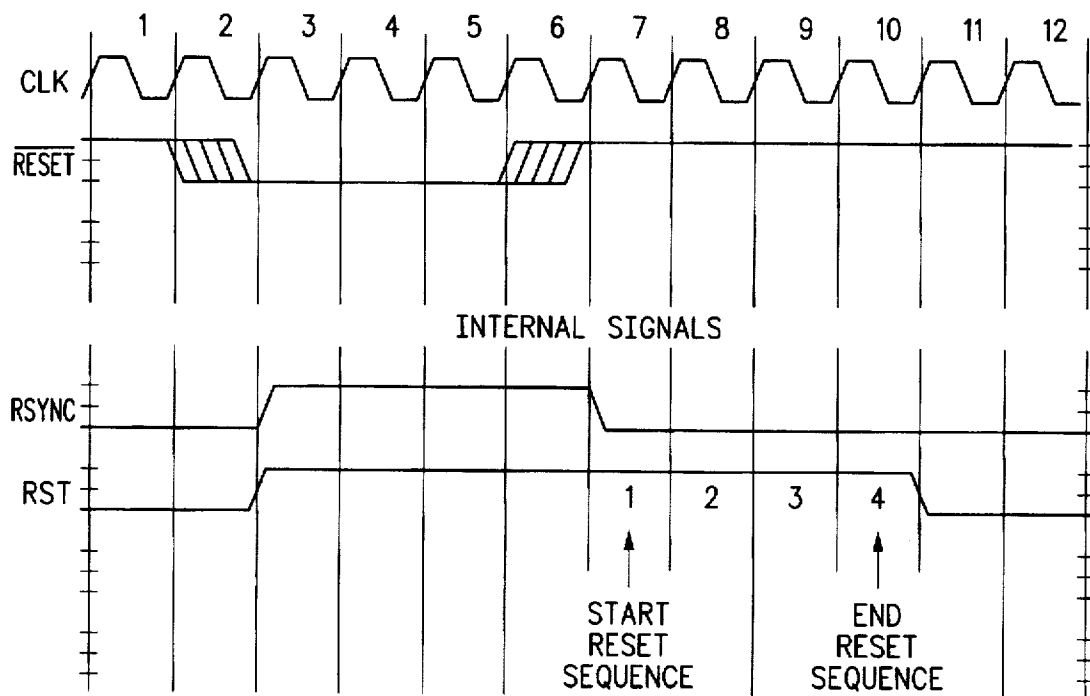 1 2 3 4 5 6 7 8 9 10 11 12
CLK
RESET
INTERNAL SIGNALS
RSYNC
RST
1 2 3 4
START
RESET
SEQUENCE
END
RESET
SEQUENCE